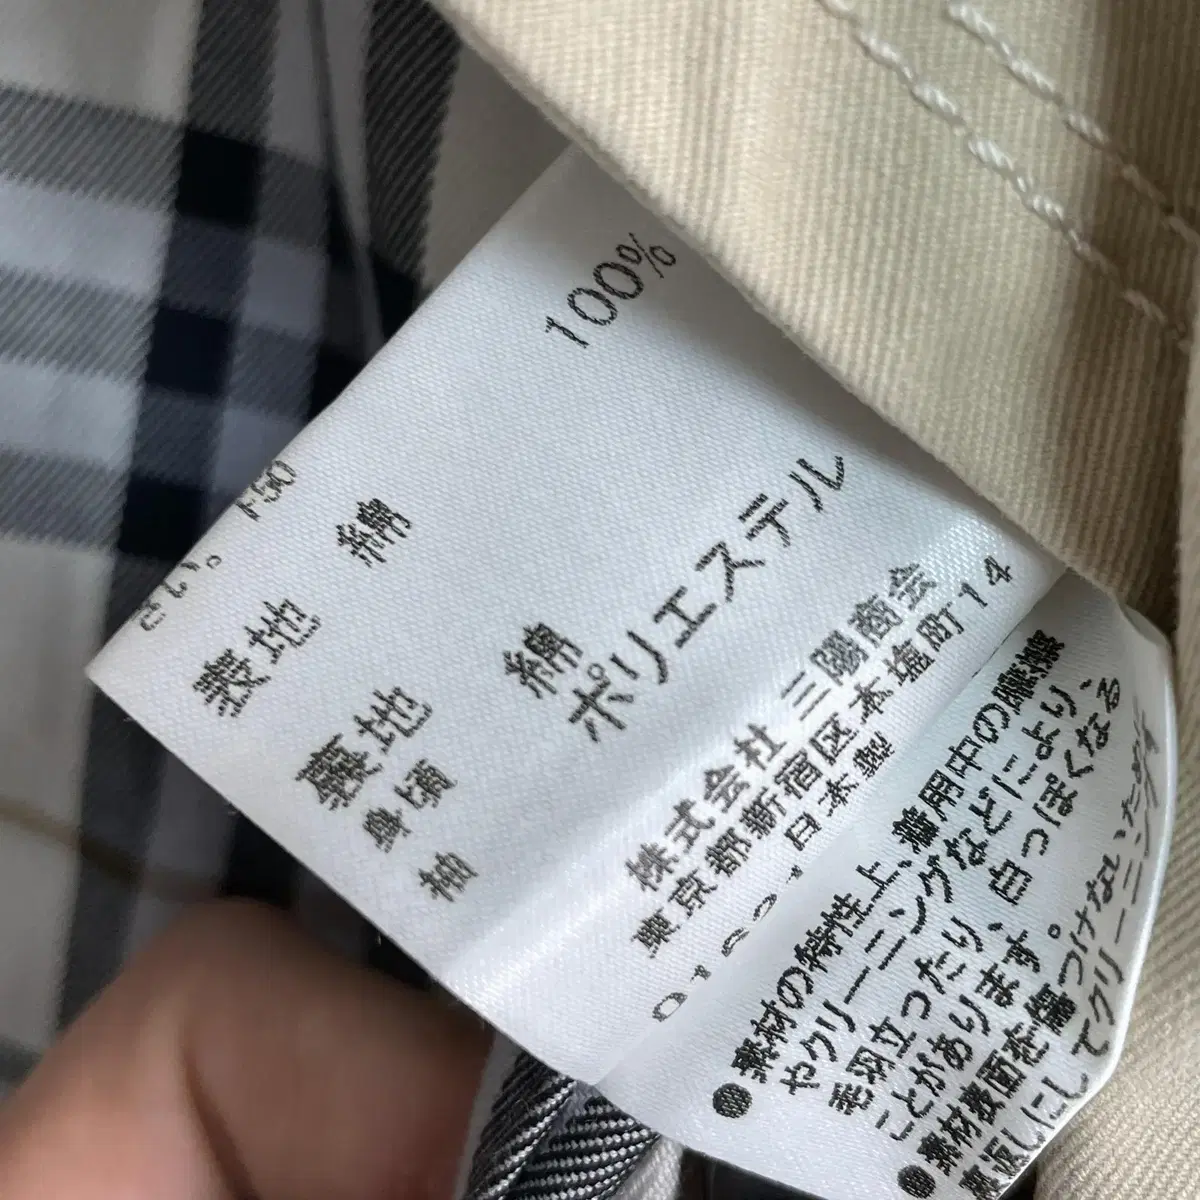 さい。
F50
表地
綿
100%
裏地
身頃
綿
袖
ポリエステル
株式会社 三陽商会
東京都新宿区本塩町14
日本製
●素材の特性上、着用中の摩擦
やクリーニングなどにより、
毛羽立ったり、白っぽくなる
ことがあります。
●素材表面を傷つけないため
裏返しにしてクリーニング